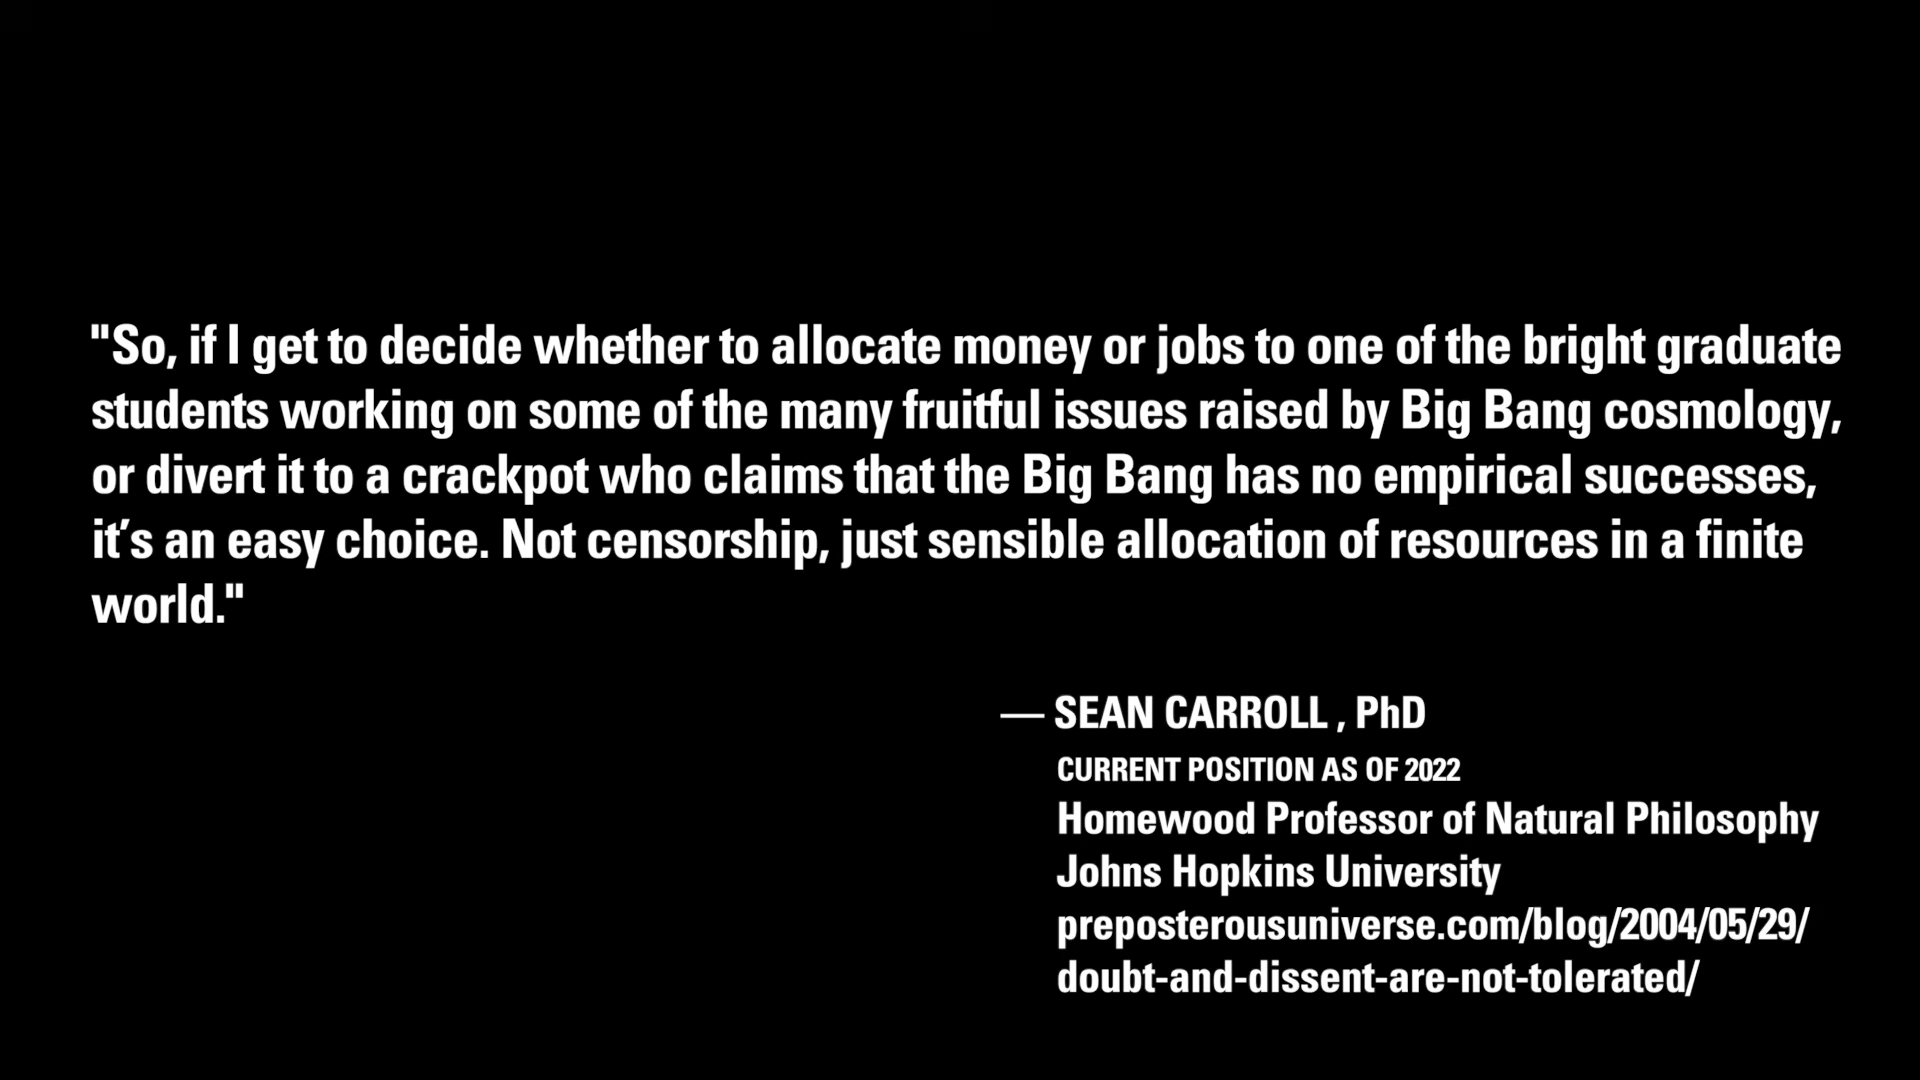 "So, if I get to decide whether to allocate money or jobs to one of the bright graduate
students working on some of the many fruitful issues raised by Big Bang cosmology,
or divert it to a crackpot who claims that the Big Bang has no empirical successes,
it’s an easy choice. Not censorship, just sensible allocation of resources in a finite
world."
— SEAN CARROLL , PhD
CURRENT POSITION AS OF 2022
Homewood Professor of Natural Philosophy
Johns Hopkins University
preposterousuniverse.com/blog/2004/05/29/
doubt-and-dissent-are-not-tolerated/